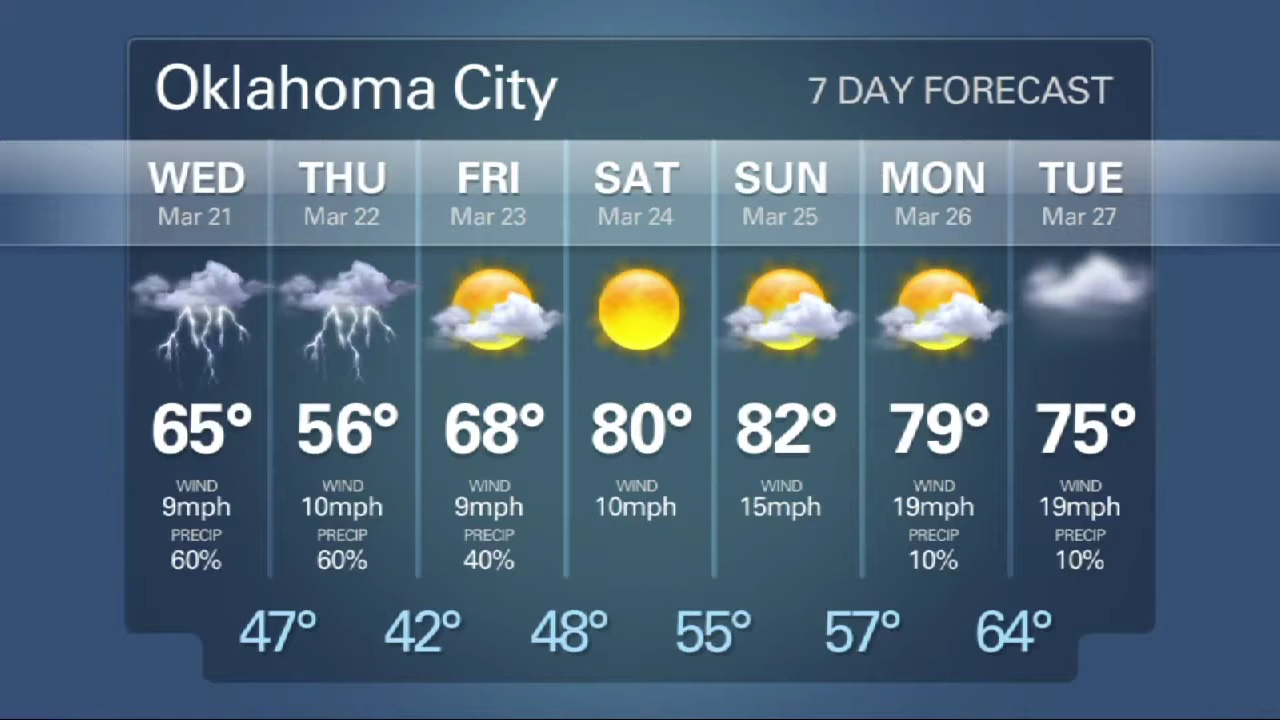 Oklahoma City
7 DAY FORECAST
WED THU FRI SAT SUN MON TUE
Mar 21 Mar 22 Mar 23 Mar 24 Mar 25 Mar 26 Mar 27
65° 56° 68° 80° 82° 79° 75°
WIND WIND WIND WIND WIND WIND WIND
9mph 10mph 9mph 10mph 15mph 19mph 19mph
PRECIP PRECIP PRECIP PRECIP PRECIP
60% 60% 40% 10% 10%
47° 42° 48° 55° 57° 64°